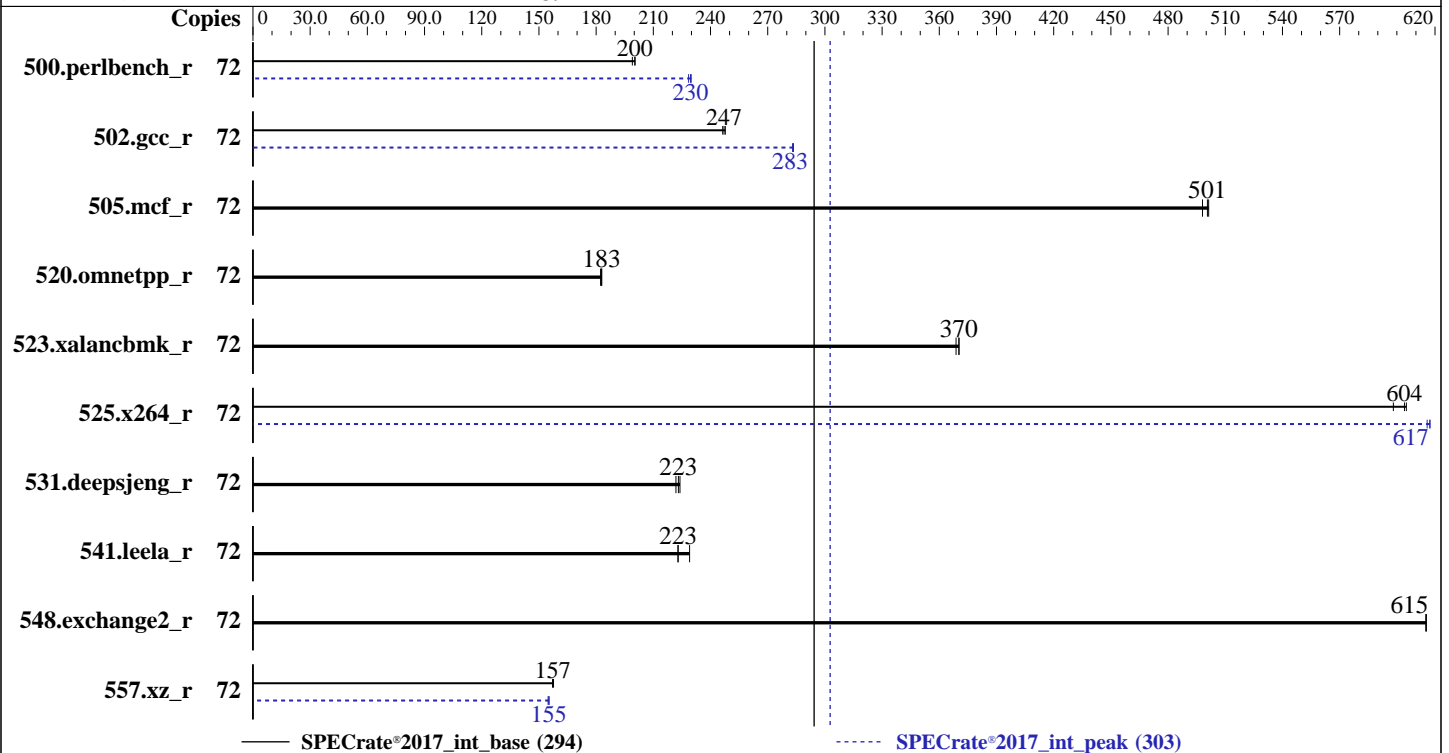 Copies 0 30.0 60.0 90.0 120 150 180 210 240 270 300 330 360 390 420 450 480 510 540 570 620
200
500.perlbench_r 72
230
247
502.gcc_r 72
283
501
505.mcf_r 72
183
520.omnetpp_r 72
370
523.xalancbmk_r 72
604
525.x264_r 72
617
223
531.deepsjeng_r 72
223
541.leela_r 72
615
548.exchange2_r 72
157
557.xz_r 72
155
SPECrate®2017_int_base (294) SPECrate®2017_int_peak (303)